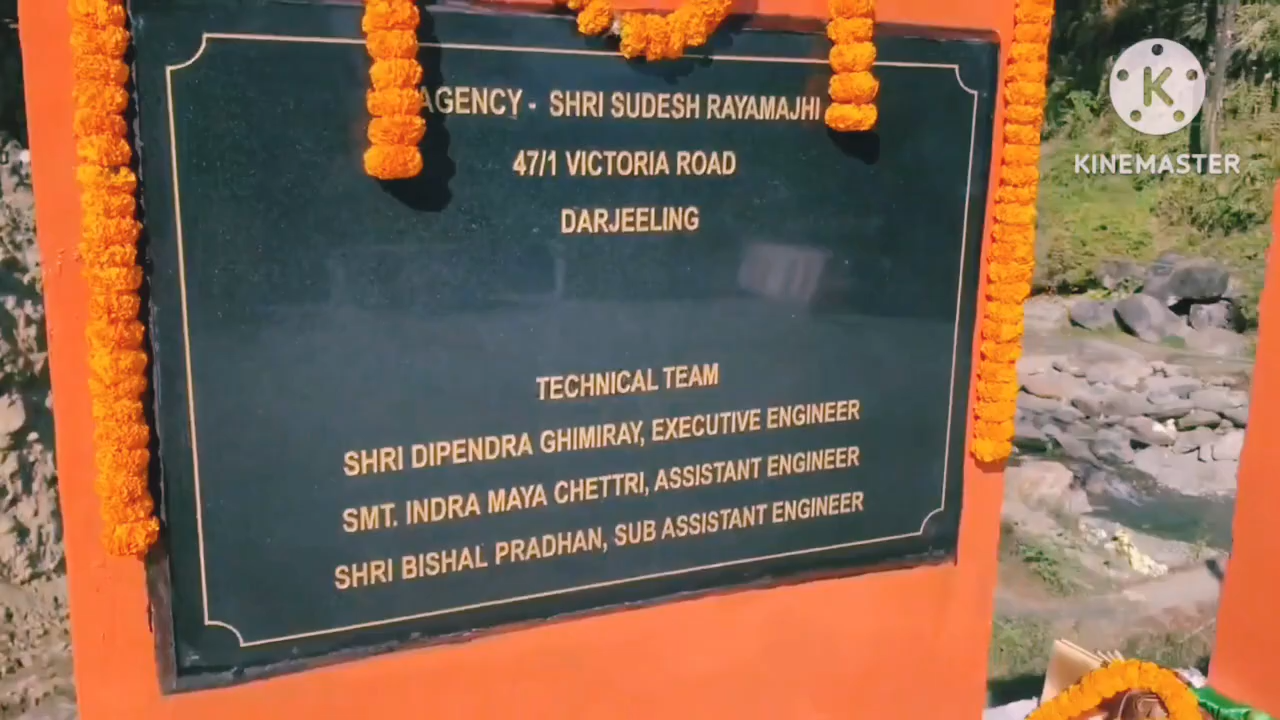 AGENCY - SHRI SUDESH RAYAMAJHI
47/1 VICTORIA ROAD
DARJEELING
TECHNICAL TEAM
SHRI DIPENDRA GHIMIRAY, EXECUTIVE ENGINEER
SMT. INDRA MAYA CHETTRI, ASSISTANT ENGINEER
SHRI BISHAL PRADHAN, SUB ASSISTANT ENGINEER
K
KINEMASTER